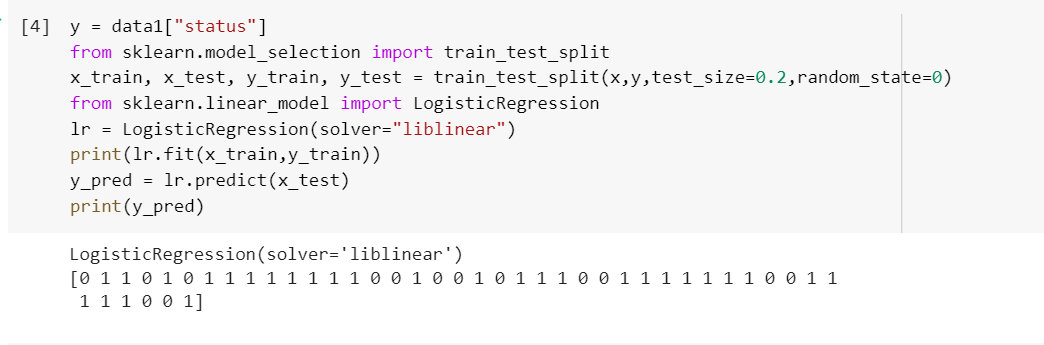 [4] y = data1["status"]
from sklearn.model_selection import train_test_split
x_train, x_test, y_train, y_test = train_test_split(x,y,test_size=0.2,random_state=0)
from sklearn.linear_model import LogisticRegression
lr = LogisticRegression(solver="liblinear")
print(lr.fit(x_train,y_train))
y_pred = lr.predict(x_test)
print(y_pred)
LogisticRegression(solver='liblinear')
[0 1 1 0 1 0 1 1 1 1 1 1 1 1 0 0 1 0 0 1 0 1 1 1 0 0 1 1 1 1 1 1 1 0 0 1 1
1 1 1 0 0 1]